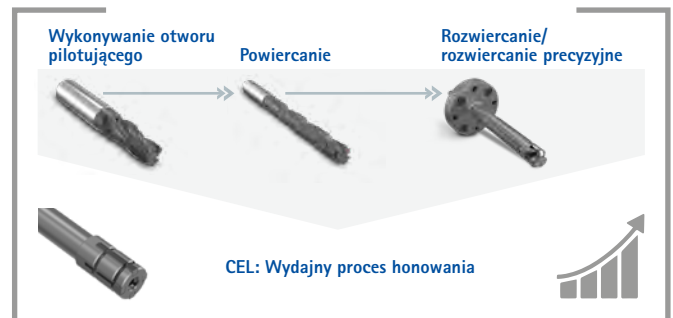 Wykonywanie otworu
pilotującego
Powiercanie
Rozwiercanie/
rozwiercanie precyzyjne
CEL: Wydajny proces honowania